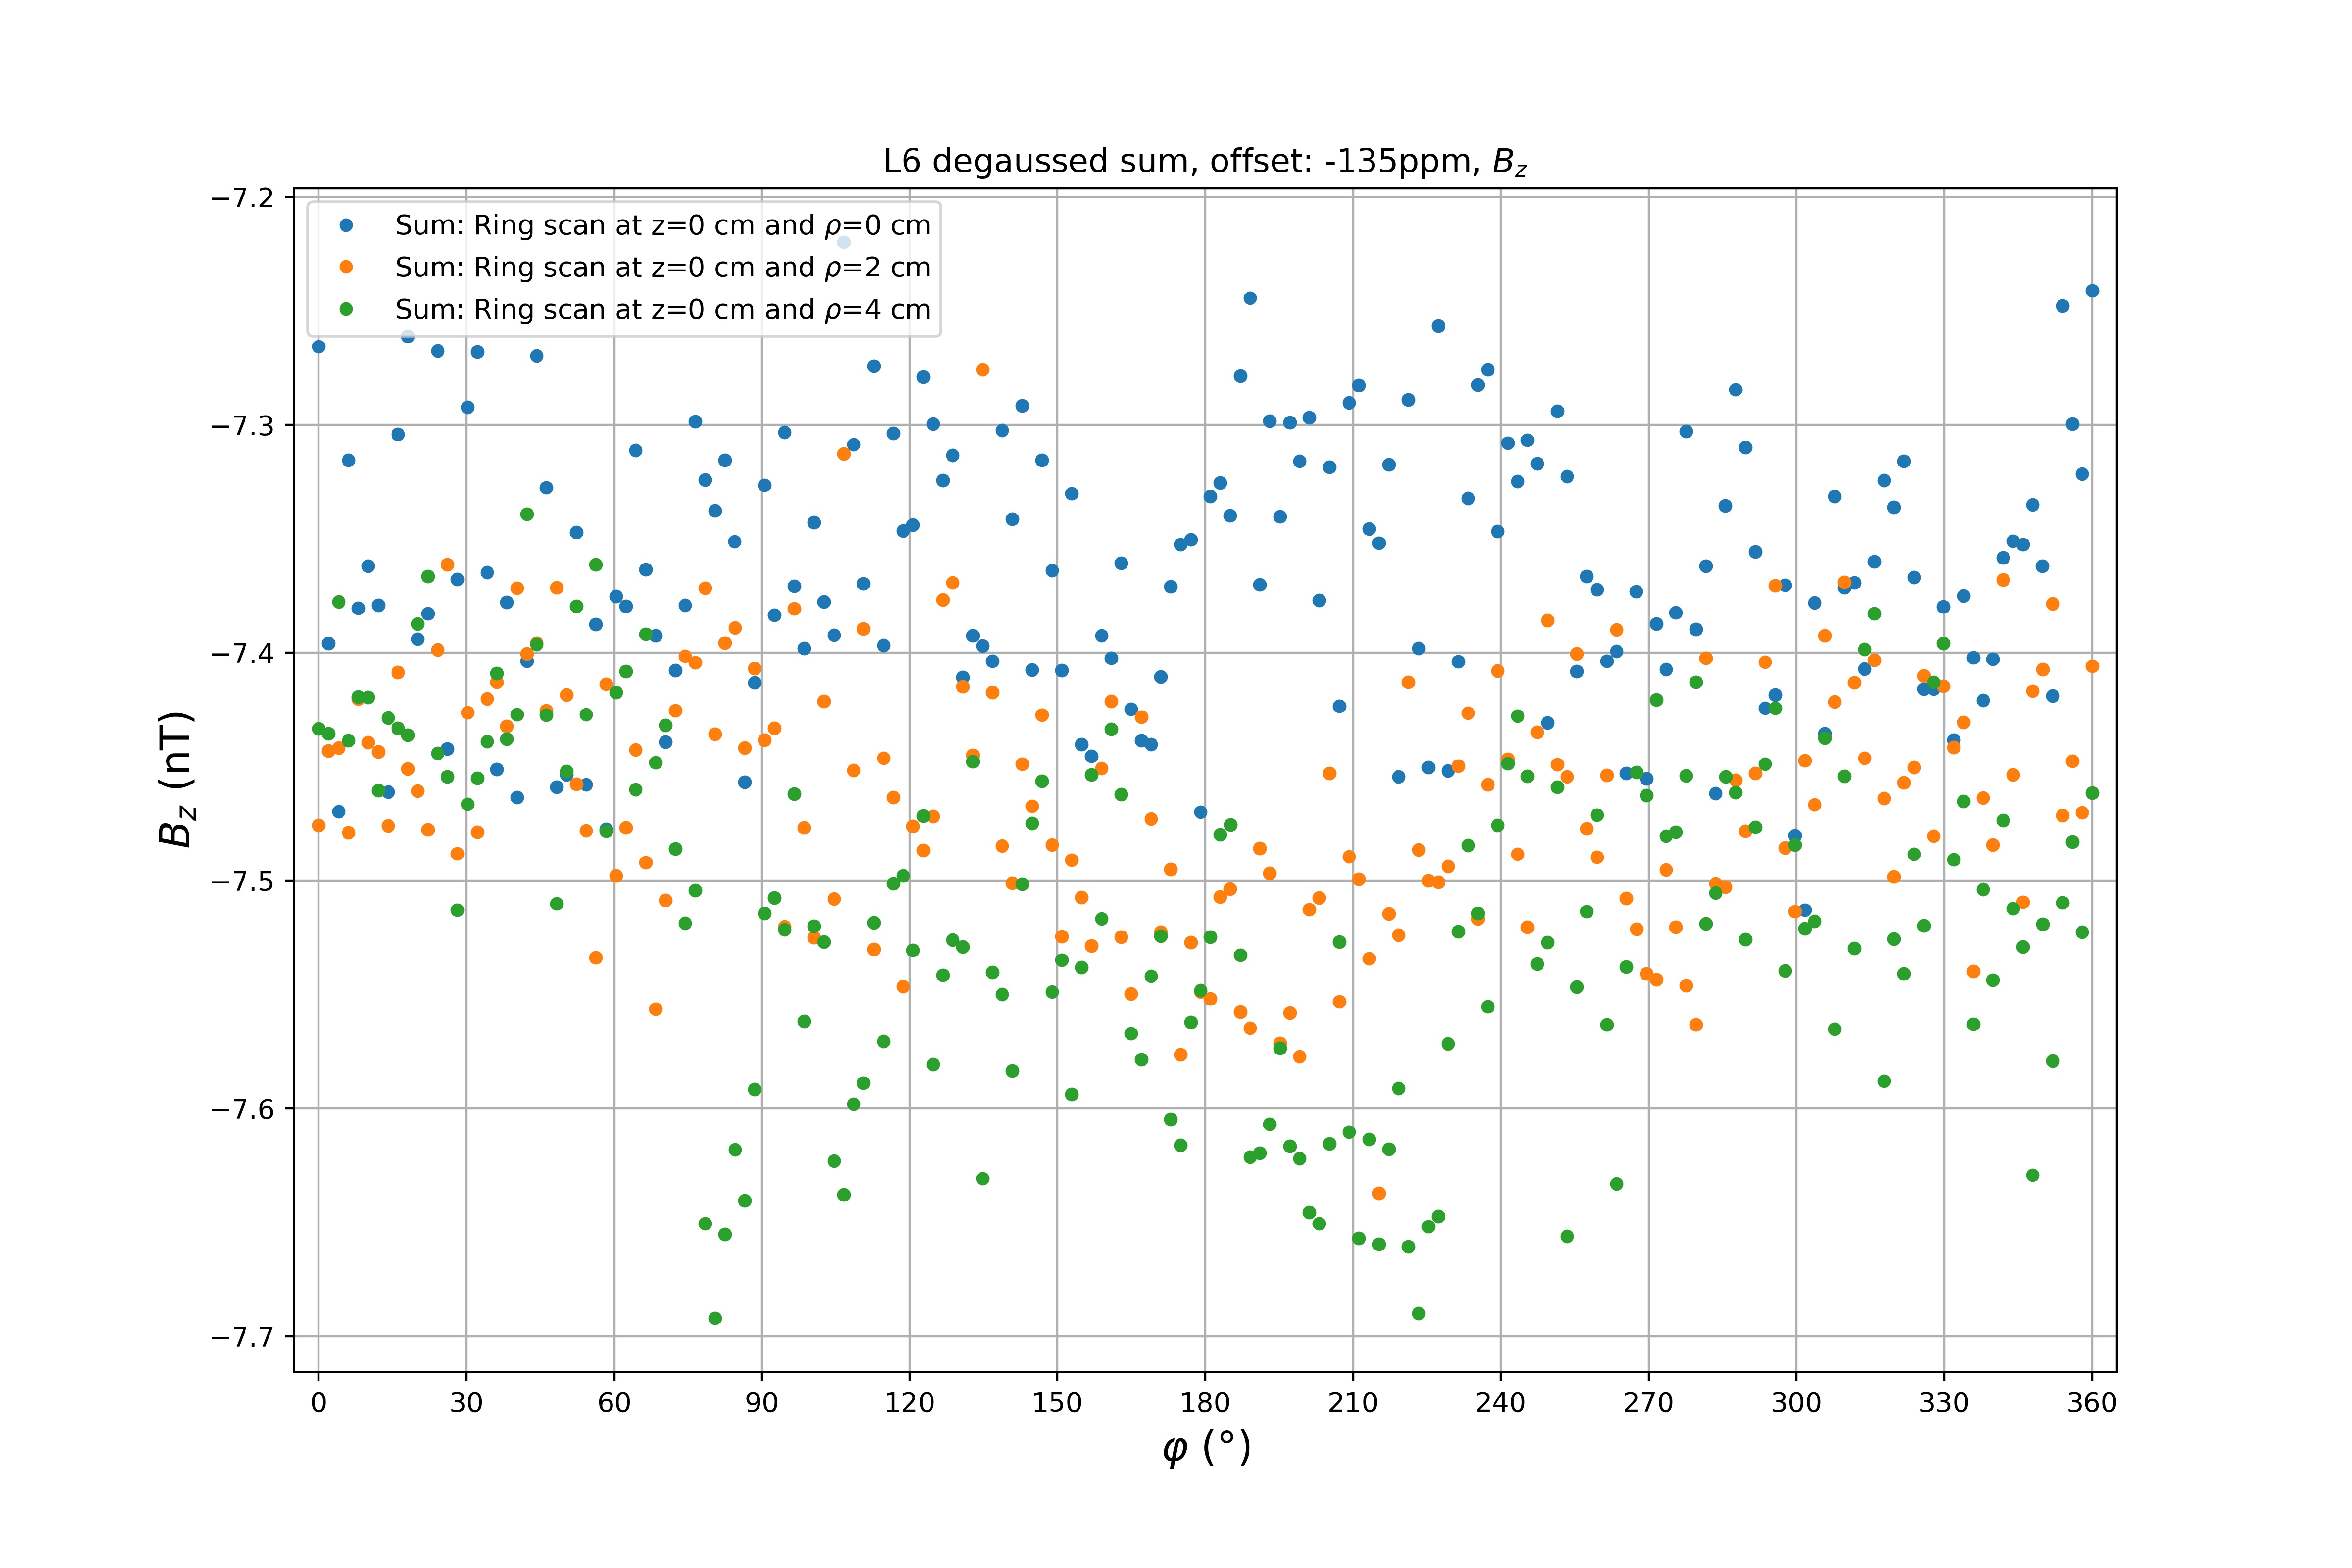 L6 degaussed sum, offset: -135ppm, B_z
Sum: Ring scan at z=0 cm and ρ=0 cm
Sum: Ring scan at z=0 cm and ρ=2 cm
Sum: Ring scan at z=0 cm and ρ=4 cm
−7.2
−7.3
−7.4
−7.5
−7.6
−7.7
B_z (nT)
0 30 60 90 120 150 180 210 240 270 300 330 360
φ (°)